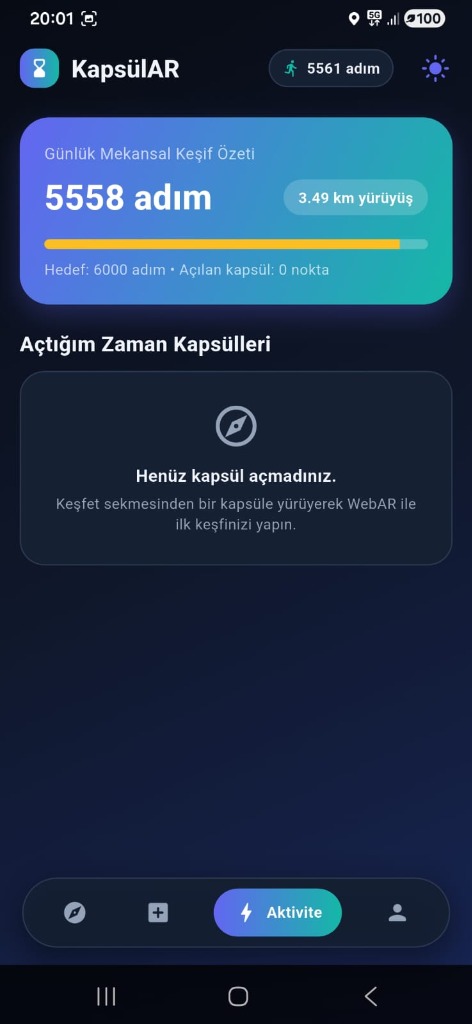 20:01
5G
100
KapsülAR
5561 adım
Günlük Mekansal Keşif Özeti
5558 adım
3.49 km yürüyüş
Hedef: 6000 adım • Açılan kapsül: 0 nokta
Açtığım Zaman Kapsülleri
Henüz kapsül açmadınız.
Keşfet sekmesinden bir kapsüle yürüyerek WebAR ile
ilk keşfinizi yapın.
Aktivite